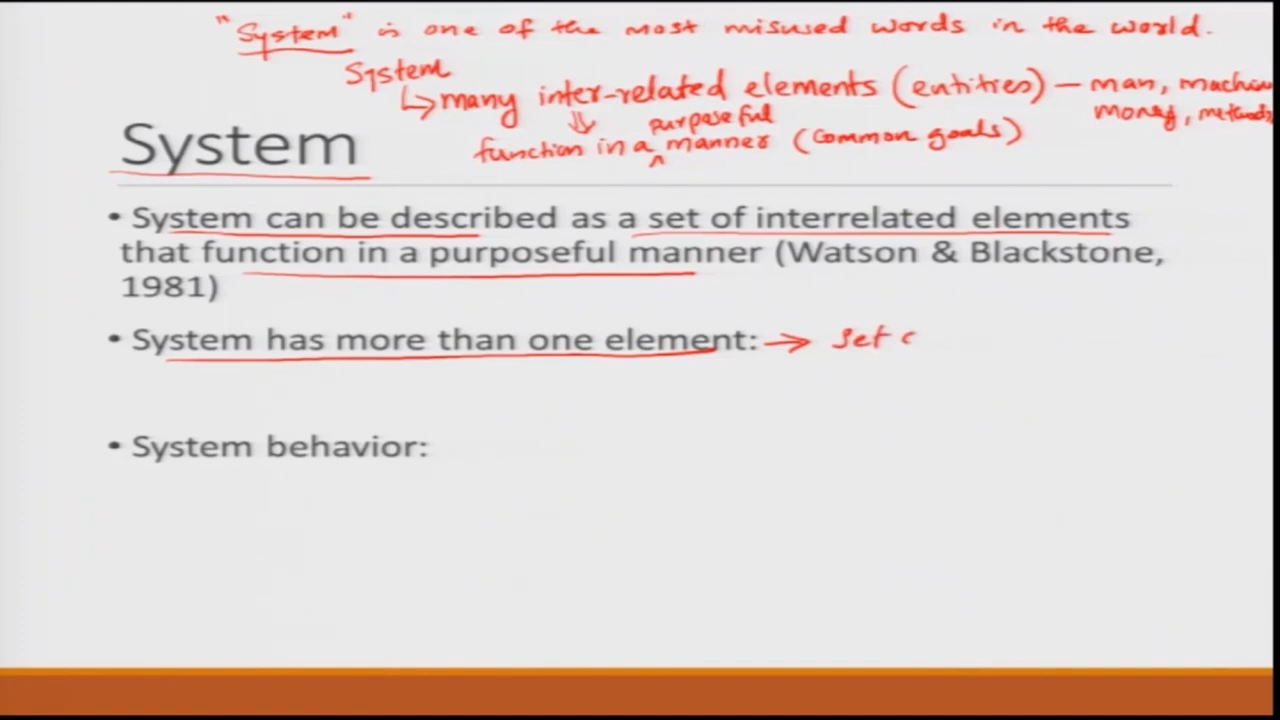 "System" is one of the most misused words in the world.
System
↳ many inter-related elements (entities) — man, machin
money, methods
purposeful
function in a ^ manner (common goals)
System
• System can be described as a set of interrelated elements
that function in a purposeful manner (Watson & Blackstone,
1981)
• System has more than one element: → set c
• System behavior: